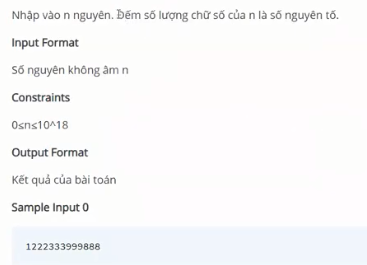 Nhập vào n nguyên. Đếm số lượng chữ số của n là số nguyên tố.
Input Format
Số nguyên không âm n
Constraints
0≤n≤10^18
Output Format
Kết quả của bài toán
Sample Input 0
1222333999888